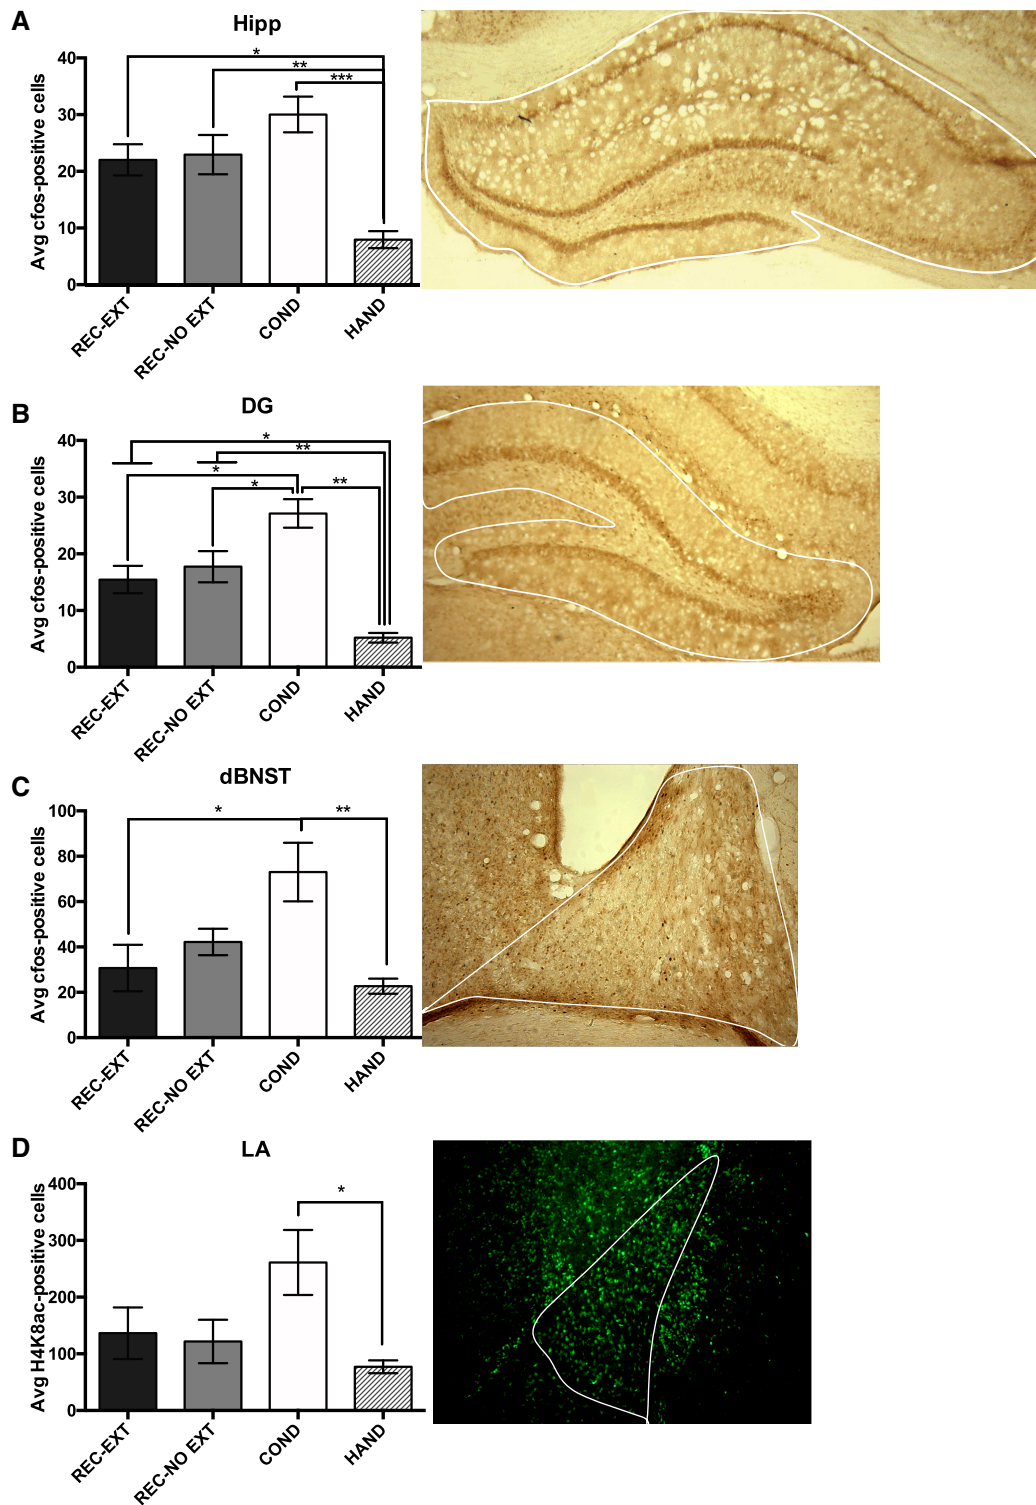 A
Hipp
Avg cfos-positive cells
40
30
20
10
0
*
**
***
REC-EXT
REC-NO EXT
COND
HAND
B
DG
Avg cfos-positive cells
40
30
20
10
0
*
**
*
*
**
REC-EXT
REC-NO EXT
COND
HAND
C
dBNST
Avg cfos-positive cells
100
80
60
40
20
0
*
**
REC-EXT
REC-NO EXT
COND
HAND
D
LA
Avg H4K8ac-positive cells
400
300
200
100
0
*
REC-EXT
REC-NO EXT
COND
HAND